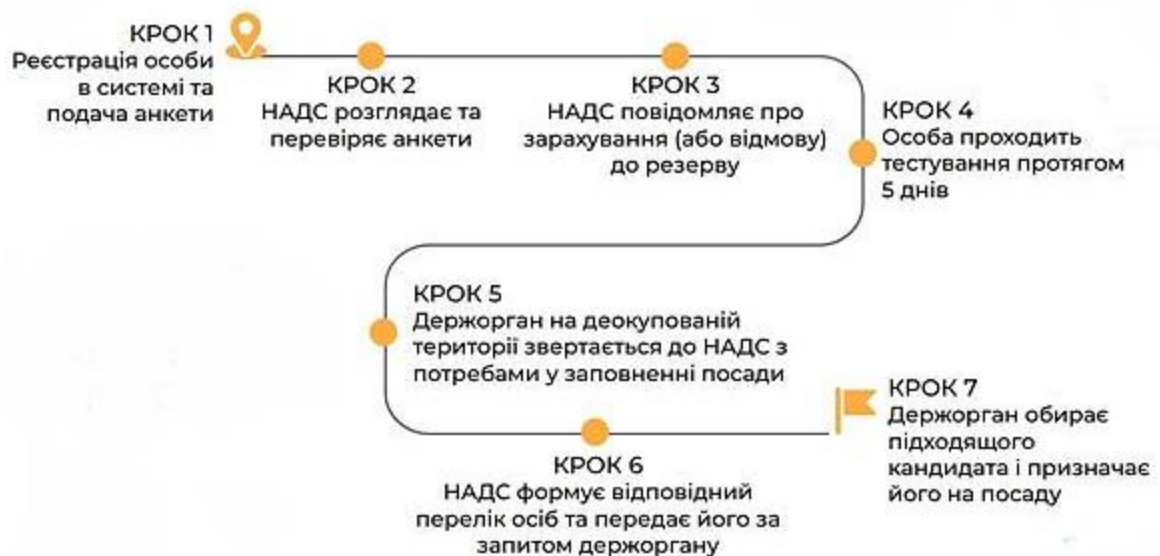 КРОК 1
Реєстрація особи
в системі та
подача анкети
КРОК 2
НАДС розглядає та
перевіряє анкети
КРОК 3
НАДС повідомляє про
зарахування (або відмову)
до резерву
КРОК 4
Особа проходить
тестування протягом
5 днів
КРОК 5
Держорган на деокупованій
території звертається до НАДС з
потребами у заповненні посади
КРОК 6
НАДС формує відповідний
перелік осіб та передає його за
запитом держоргану
КРОК 7
Держорган обирає
підходящого
кандидата і призначає
його на посаду